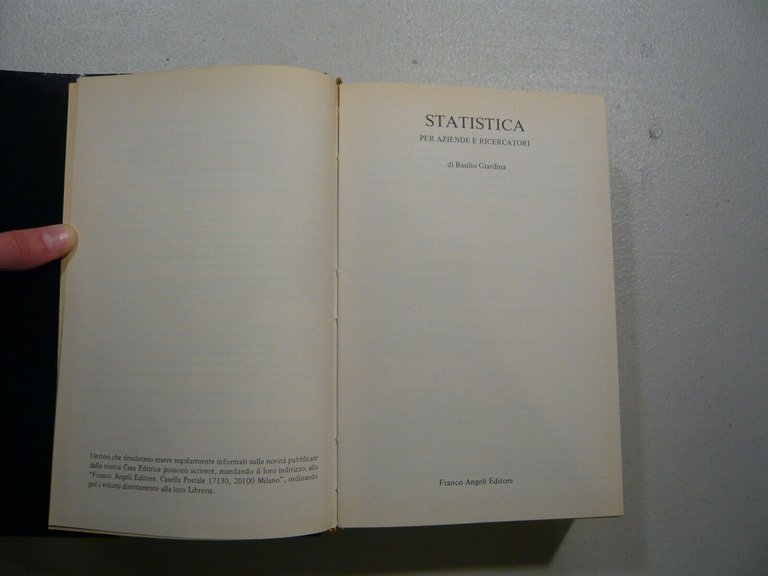 I lettori che desiderano essere regolarmente informati sulle novità pubblicate
dalla nostra Casa Editrice possono scrivere, mandando il loro indirizzo, alla
"Franco Angeli Editore, Casella Postale 17130, 20100 Milano", ordinando
poi i volumi direttamente alla loro Libreria.
STATISTICA
PER AZIENDE E RICERCATORI
di Basilio Giardina
Franco Angeli Editore